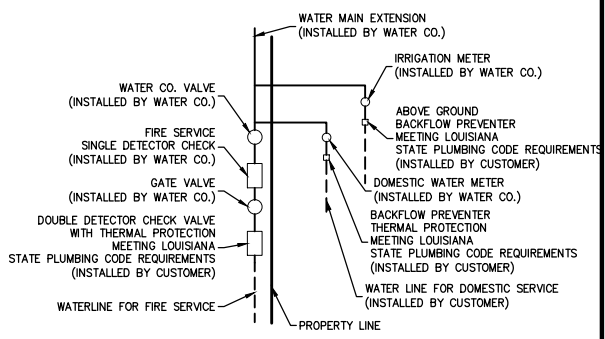 WATER MAIN EXTENSION
(INSTALLED BY WATER CO.)
IRRIGATION METER
(INSTALLED BY WATER CO.)
WATER CO. VALVE
(INSTALLED BY WATER CO.)
ABOVE GROUND
BACKFLOW PREVENTER
MEETING LOUISIANA
STATE PLUMBING CODE REQUIREMENTS
(INSTALLED BY CUSTOMER)
FIRE SERVICE
SINGLE DETECTOR CHECK
(INSTALLED BY WATER CO.)
GATE VALVE
(INSTALLED BY WATER CO.)
DOMESTIC WATER METER
(INSTALLED BY WATER CO.)
DOUBLE DETECTOR CHECK VALVE
WITH THERMAL PROTECTION
MEETING LOUISIANA
STATE PLUMBING CODE REQUIREMENTS
(INSTALLED BY CUSTOMER)
BACKFLOW PREVENTER
THERMAL PROTECTION
MEETING LOUISIANA
STATE PLUMBING CODE REQUIREMENTS
(INSTALLED BY CUSTOMER)
WATER LINE FOR DOMESTIC SERVICE
(INSTALLED BY CUSTOMER)
WATERLINE FOR FIRE SERVICE
PROPERTY LINE